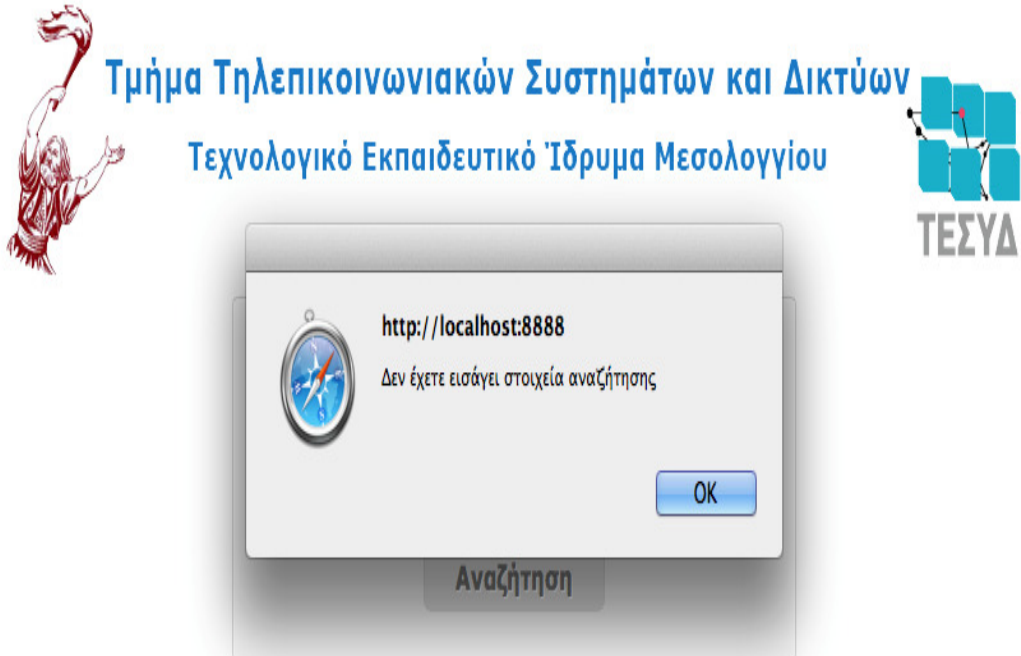 Τμήμα Τηλεπικοινωνιακών Συστημάτων και Δικτύων
Τεχνολογικό Εκπαιδευτικό Ίδρυμα Μεσολογγίου
ΤΕΣΥΔ
http://localhost:8888
Δεν έχετε εισάγει στοιχεία αναζήτησης
OK
Αναζήτηση